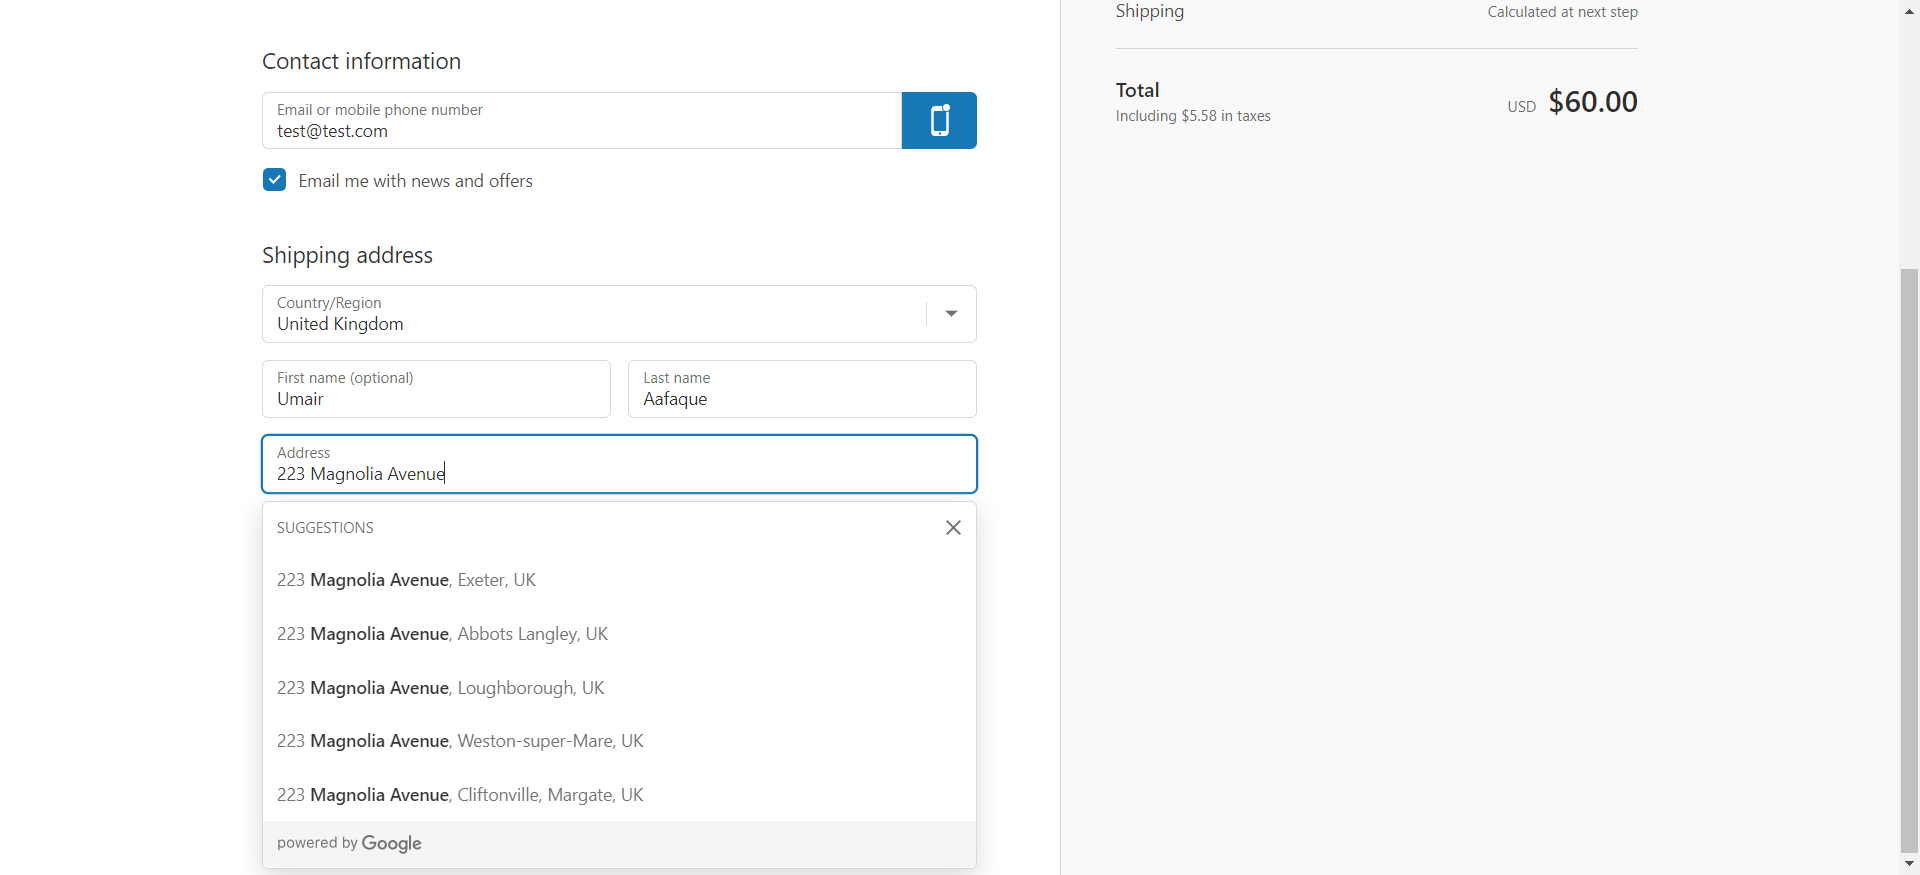 Contact information
Email or mobile phone number
test@test.com
Email me with news and offers
Shipping address
Country/Region
United Kingdom
First name (optional)
Umair
Last name
Aafaque
Address
223 Magnolia Avenue
SUGGESTIONS
223 Magnolia Avenue, Exeter, UK
223 Magnolia Avenue, Abbots Langley, UK
223 Magnolia Avenue, Loughborough, UK
223 Magnolia Avenue, Weston-super-Mare, UK
223 Magnolia Avenue, Cliftonville, Margate, UK
powered by Google
Shipping Calculated at next step
Total USD $60.00
Including $5.58 in taxes